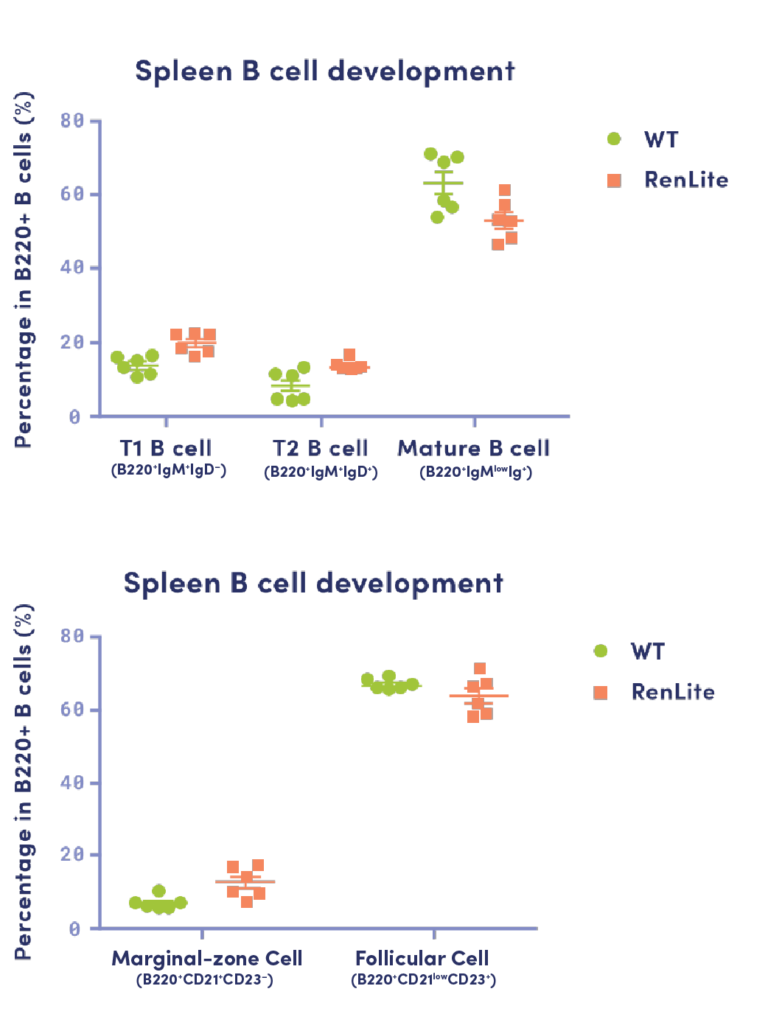 Spleen B cell development
Percentage in B220+ B cells (%)
80
60
40
20
0
WT
RenLite
T1 B cell
(B220⁺IgM⁺IgD⁻)
T2 B cell
(B220⁺IgM⁺IgD⁺)
Mature B cell
(B220⁺IgMˡᵒʷIg⁺)
Spleen B cell development
Percentage in B220+ B cells (%)
80
60
40
20
0
WT
RenLite
Marginal-zone Cell
(B220⁺CD21⁺CD23⁻)
Follicular Cell
(B220⁺CD21ˡᵒʷCD23⁺)